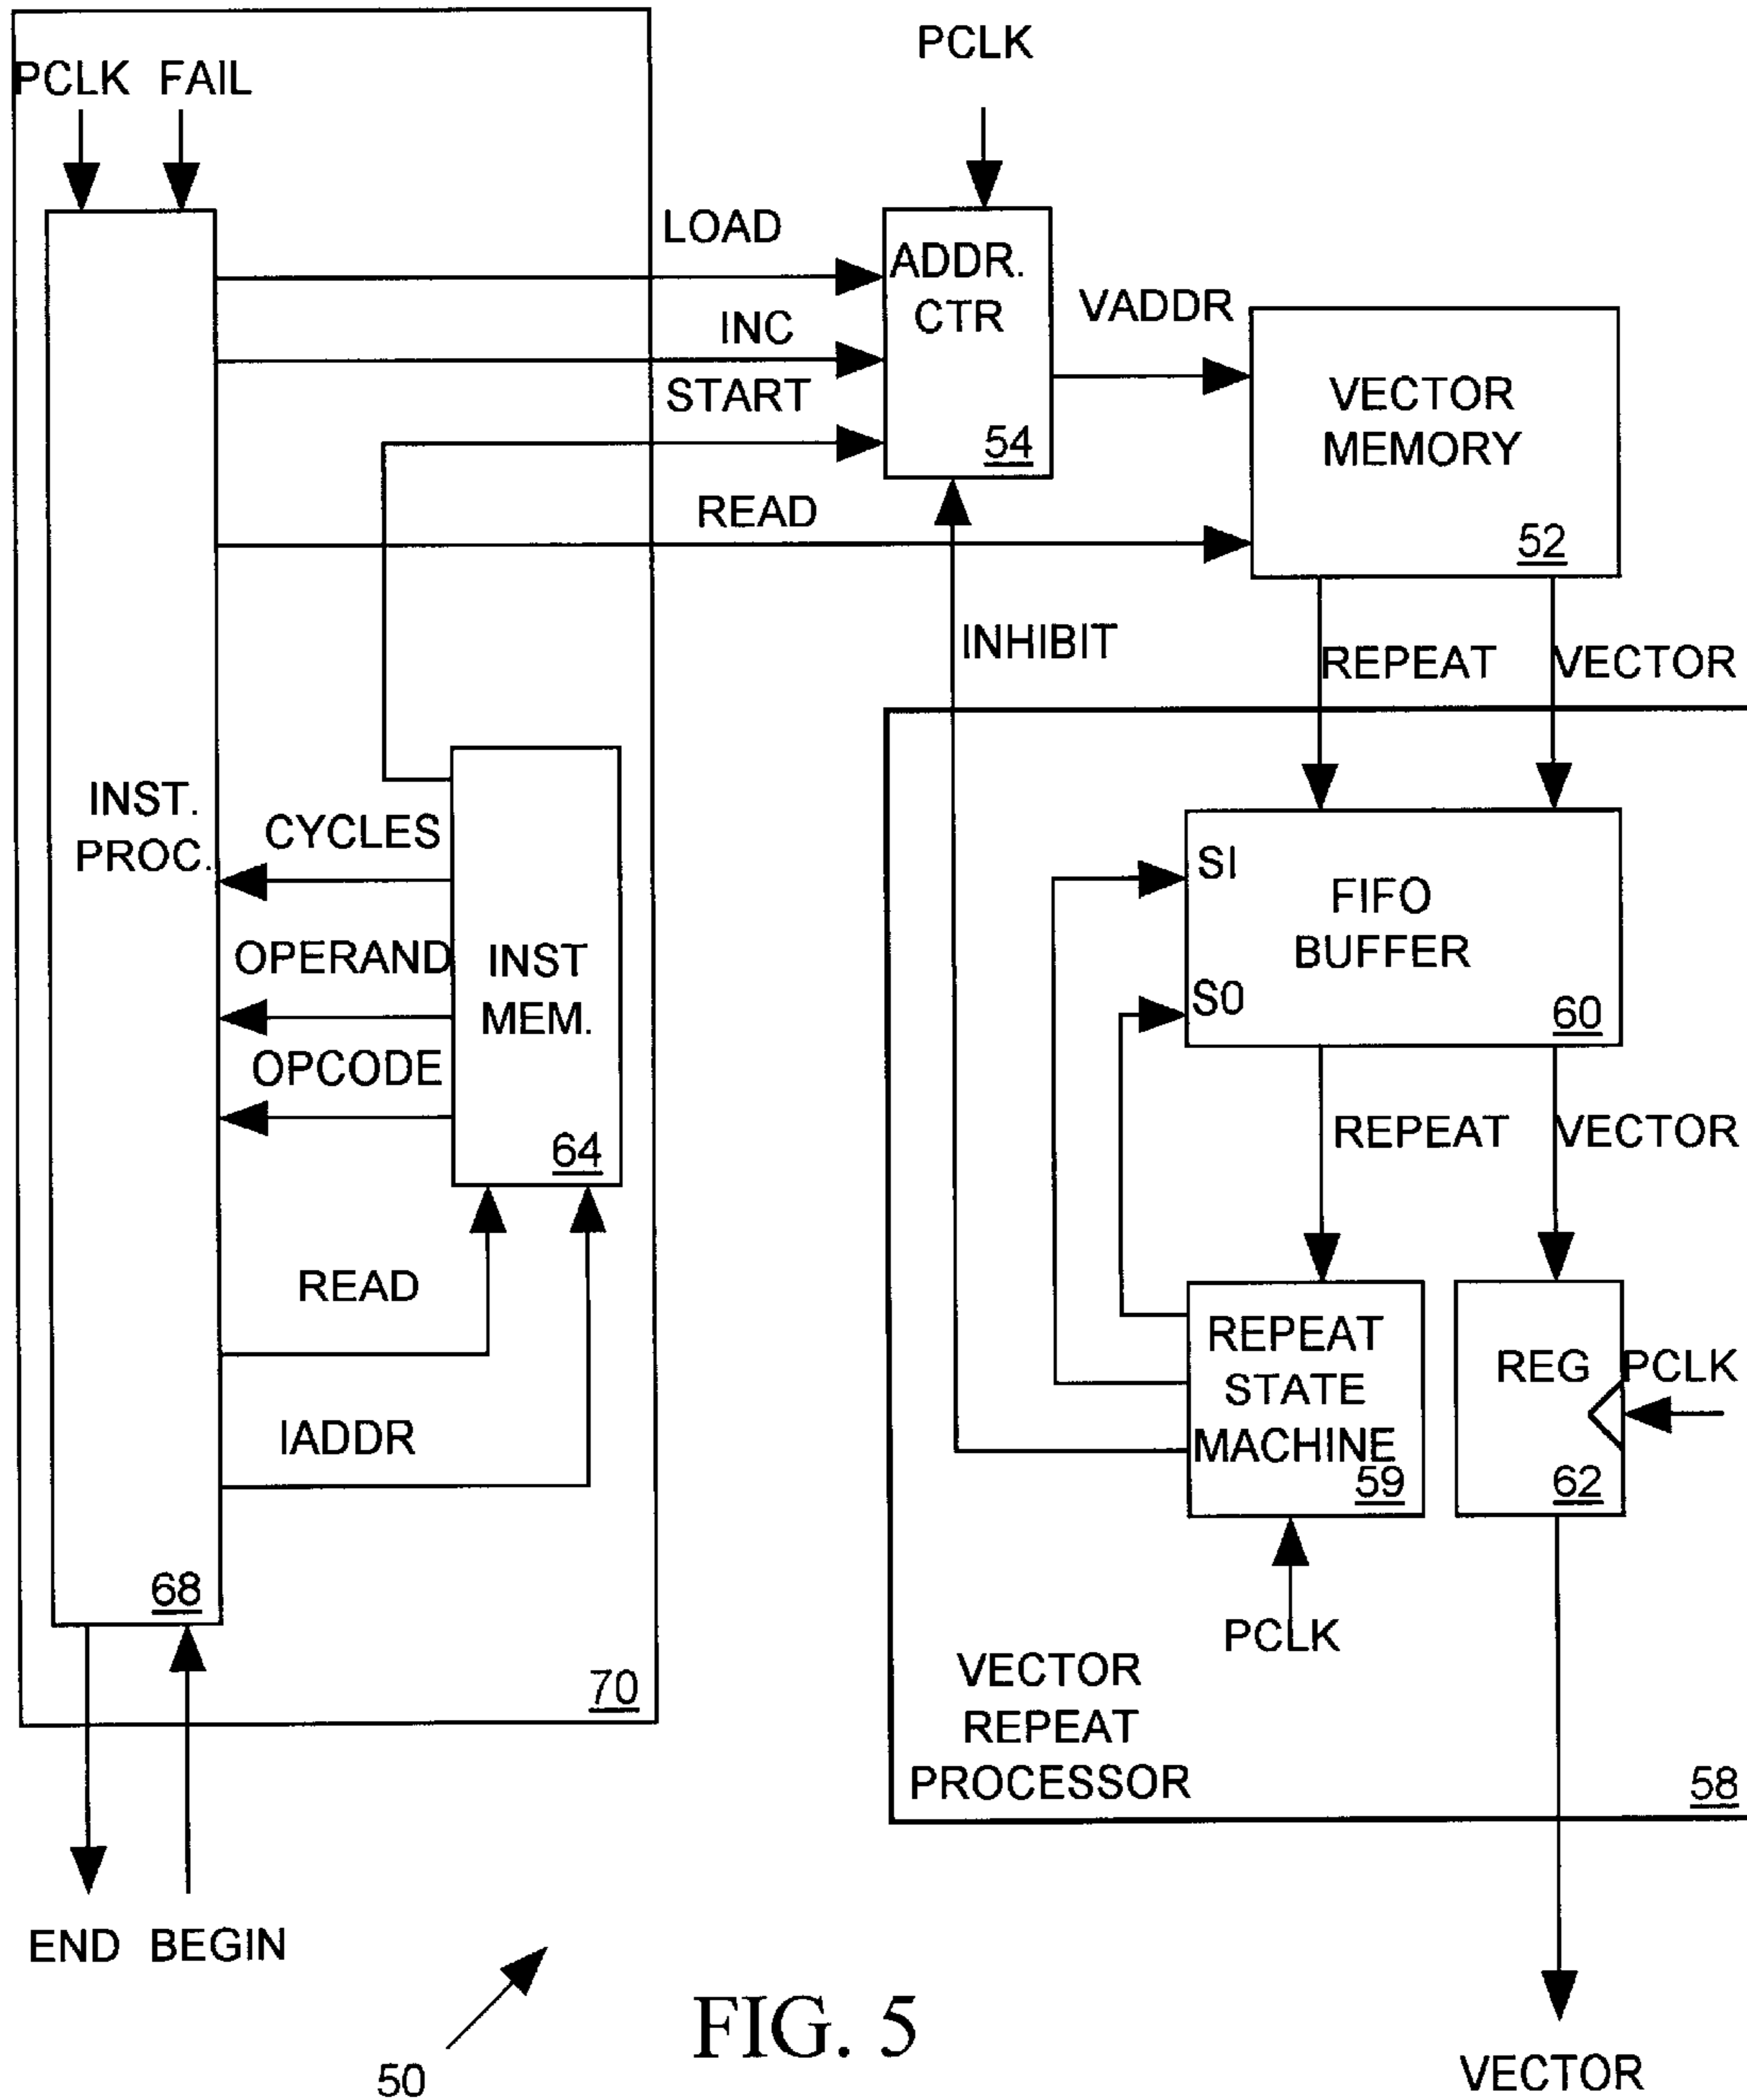 PCLK FAIL
PCLK
LOAD
INC
START
READ
ADDR.
CTR
54
VADDR
VECTOR
MEMORY
52
INHIBIT
REPEAT
VECTOR
INST.
PROC.
CYCLES
OPERAND
OPCODE
INST
MEM.
64
READ
IADDR
68
70
SI
FIFO
BUFFER
S0
60
REPEAT
VECTOR
REPEAT
STATE
MACHINE
59
REG
PCLK
62
PCLK
VECTOR
REPEAT
PROCESSOR
58
END BEGIN
50
FIG. 5
VECTOR